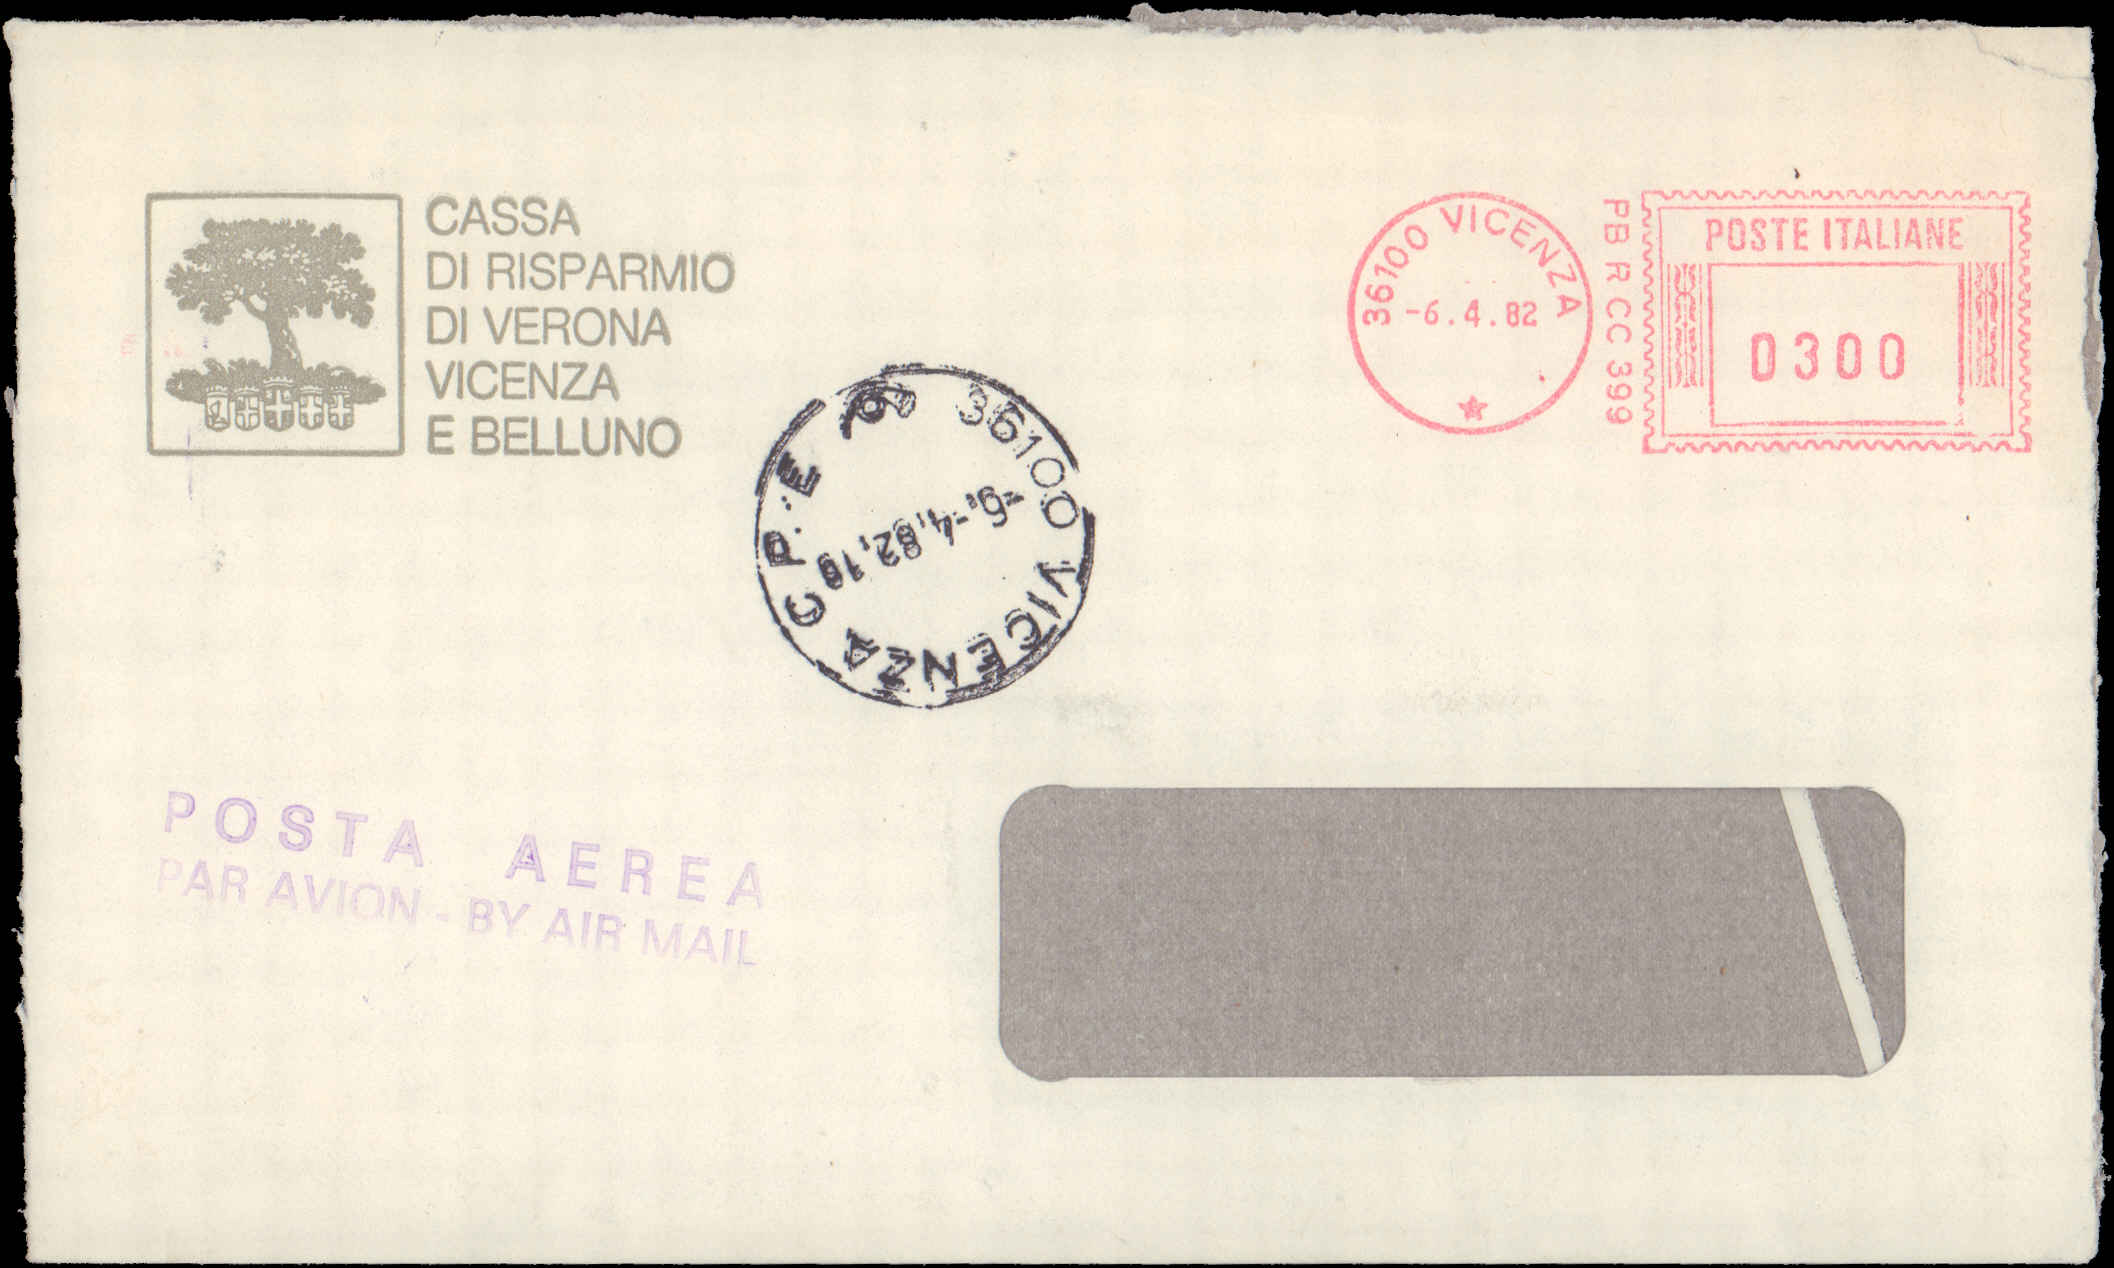 CASSA
DI RISPARMIO
DI VERONA
VICENZA
E BELLUNO
36100 VICENZA
-6.4.82
PB R CC 399
POSTE ITALIANE
0300
36100 VICENZA C P.E
-6.-4.82,
POSTA AEREA
PAR AVION - BY AIR MAIL